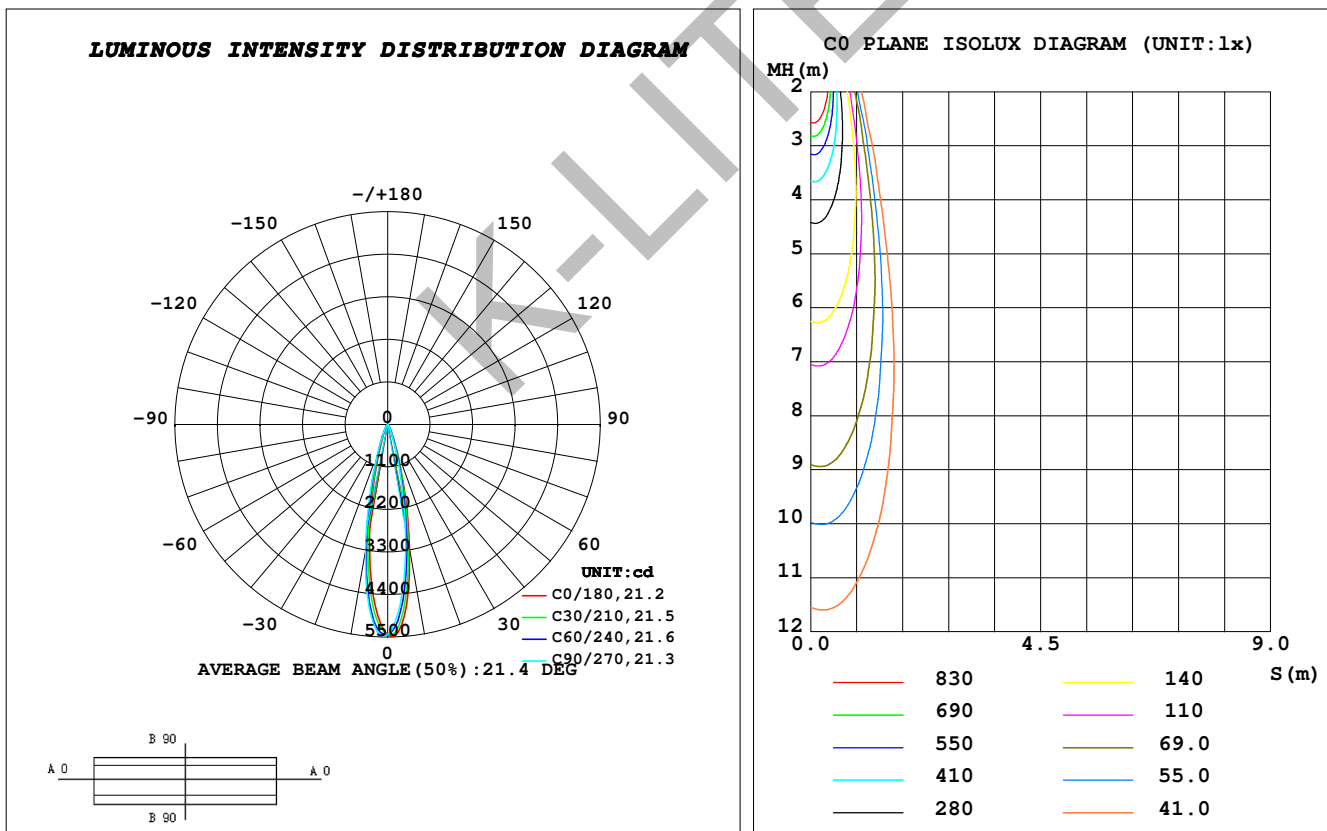 LUMINOUS INTENSITY DISTRIBUTION DIAGRAM
-/+180
-150
150
-120
120
-90
90
-60
60
-30
30
0
0
1100
2200
3300
4400
5500
UNIT:cd
C0/180,21.2
C30/210,21.5
C60/240,21.6
C90/270,21.3
AVERAGE BEAM ANGLE(50%):21.4 DEG
B 90
A 0
A 0
B 90
K-LITE
C0 PLANE ISOLUX DIAGRAM (UNIT:lx)
MH(m)
2
3
4
5
6
7
8
9
10
11
12
0.0
4.5
9.0
S(m)
830
690
550
410
280
140
110
69.0
55.0
41.0